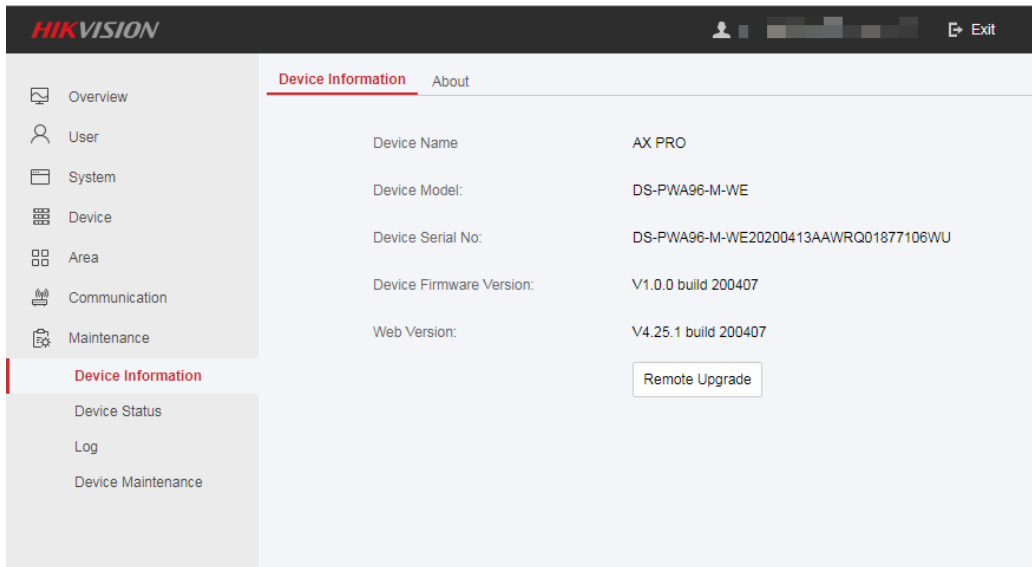 HIKVISION
Exit
Overview
User
System
Device
Area
Communication
Maintenance
Device Information
Device Status
Log
Device Maintenance
Device Information About
Device Name AX PRO
Device Model: DS-PWA96-M-WE
Device Serial No: DS-PWA96-M-WE20200413AAWRQ01877106WU
Device Firmware Version: V1.0.0 build 200407
Web Version: V4.25.1 build 200407
Remote Upgrade